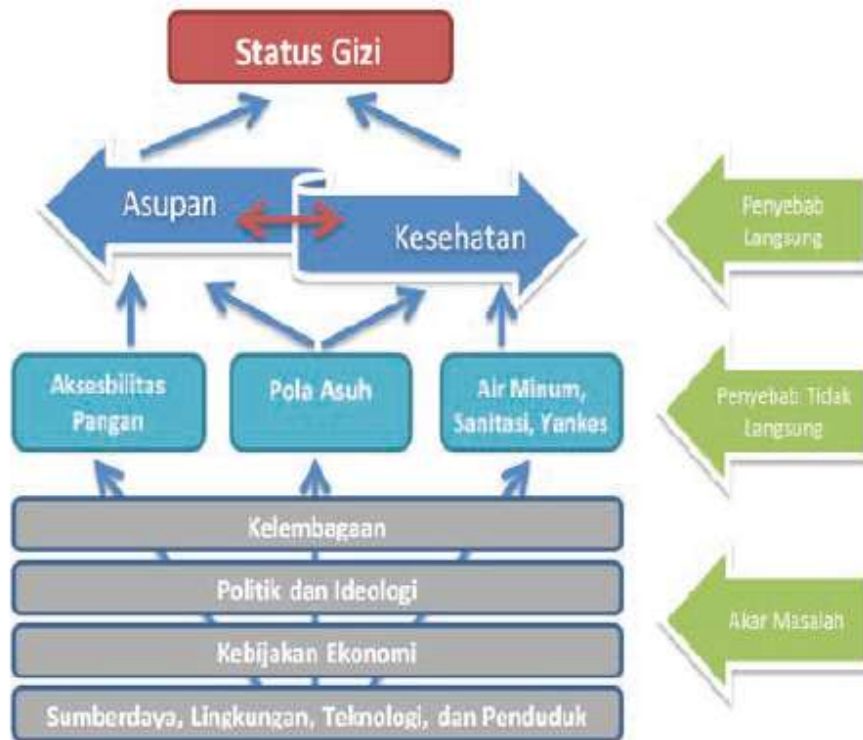 Status Gizi
Asupan
Kesehatan
Penyebab
Langsung
Aksesbilitas
Pangan
Pola Asuh
Air Minum,
Sanitasi, Yankes
Penyebab Tidak
Langsung
Kelembagaan
Politik dan Ideologi
Kebijakan Ekonomi
Akar Masalah
Sumberdaya, Lingkungan, Teknologi, dan Penduduk